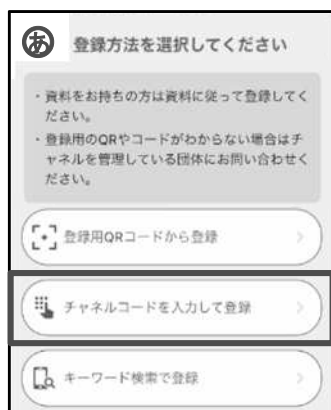 あ
登録方法を選択してください
・資料をお持ちの方は資料に従って登録してく
ださい。
・登録用のQRやコードがわからない場合はチ
ャネルを管理している団体にお問い合わせく
ださい。
登録用QRコードから登録
チャネルコードを入力して登録
キーワード検索で登録